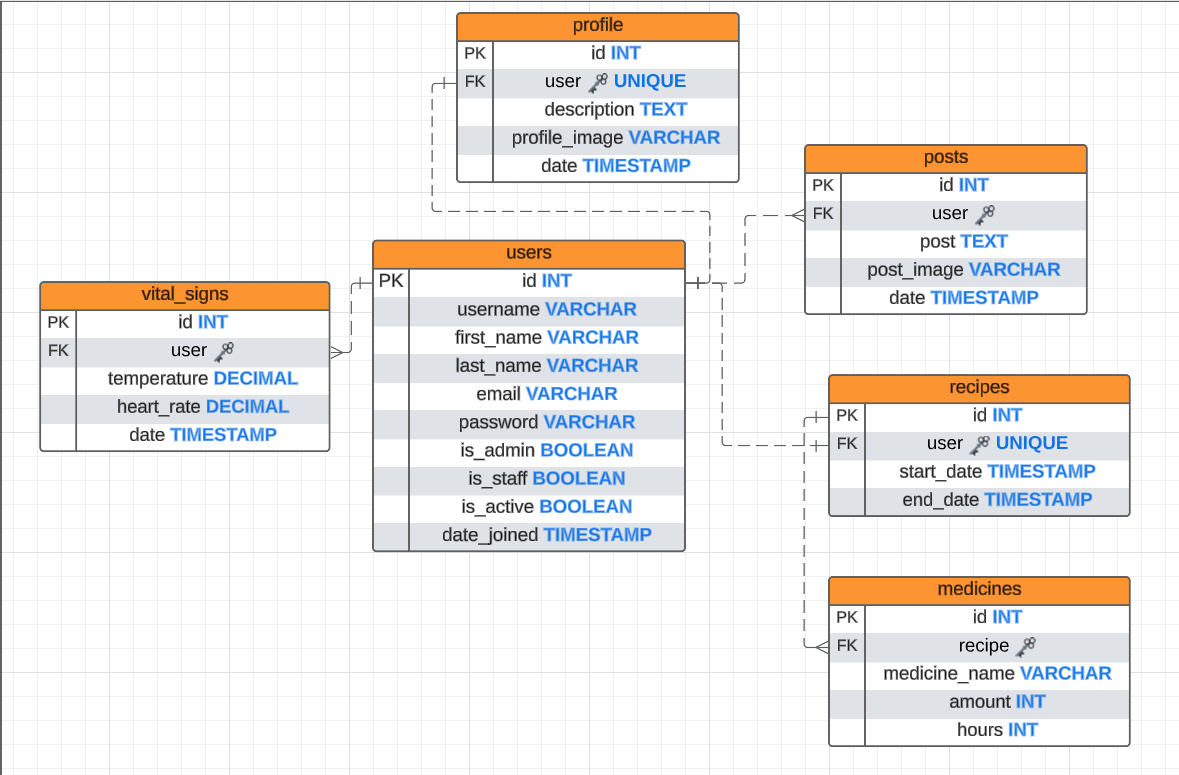 profile
PK id INT
FK user UNIQUE
description TEXT
profile_image VARCHAR
date TIMESTAMP
posts
PK id INT
FK user
post TEXT
post_image VARCHAR
date TIMESTAMP
users
PK id INT
username VARCHAR
first_name VARCHAR
last_name VARCHAR
email VARCHAR
password VARCHAR
is_admin BOOLEAN
is_staff BOOLEAN
is_active BOOLEAN
date_joined TIMESTAMP
vital_signs
PK id INT
FK user
temperature DECIMAL
heart_rate DECIMAL
date TIMESTAMP
recipes
PK id INT
FK user UNIQUE
start_date TIMESTAMP
end_date TIMESTAMP
medicines
PK id INT
FK recipe
medicine_name VARCHAR
amount INT
hours INT